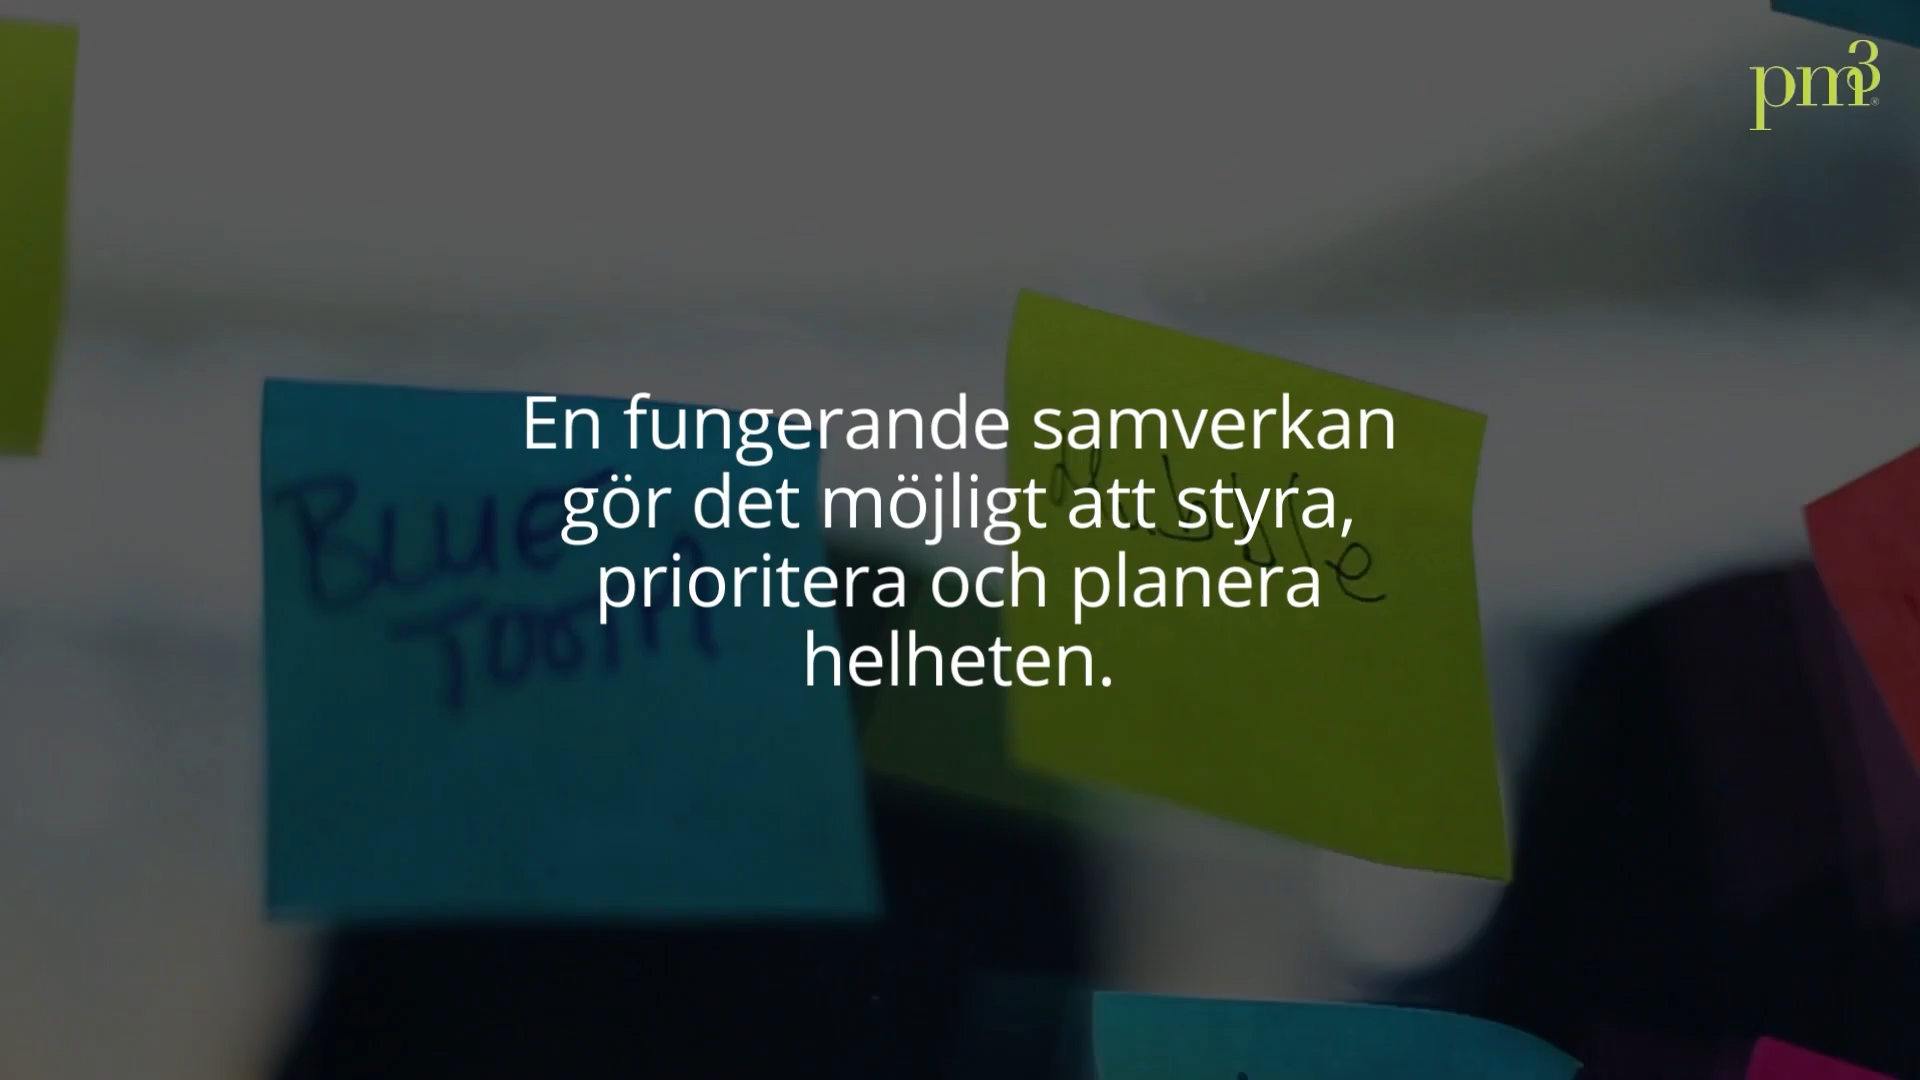 pm3®
En fungerande samverkan
gör det möjligt att styra,
prioritera och planera
helheten.
BLUE
TOOTH